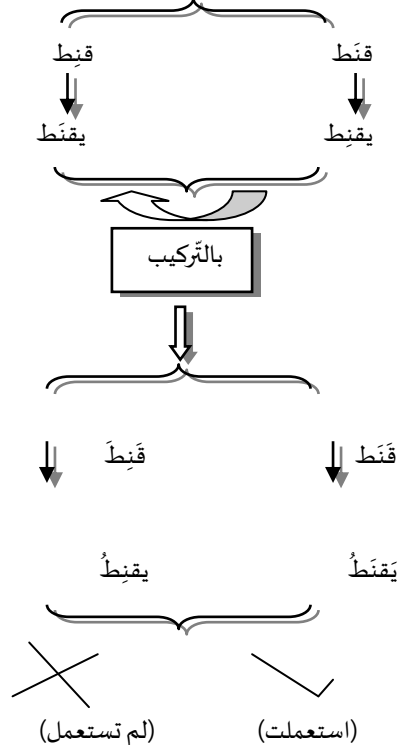 قنَط قنِط
يقنِط يقنَط
بالتّركيب
قَنَط قَنِطَ
يَقنَطُ يقنِطُ
(استعملت) (لم تستعمل)